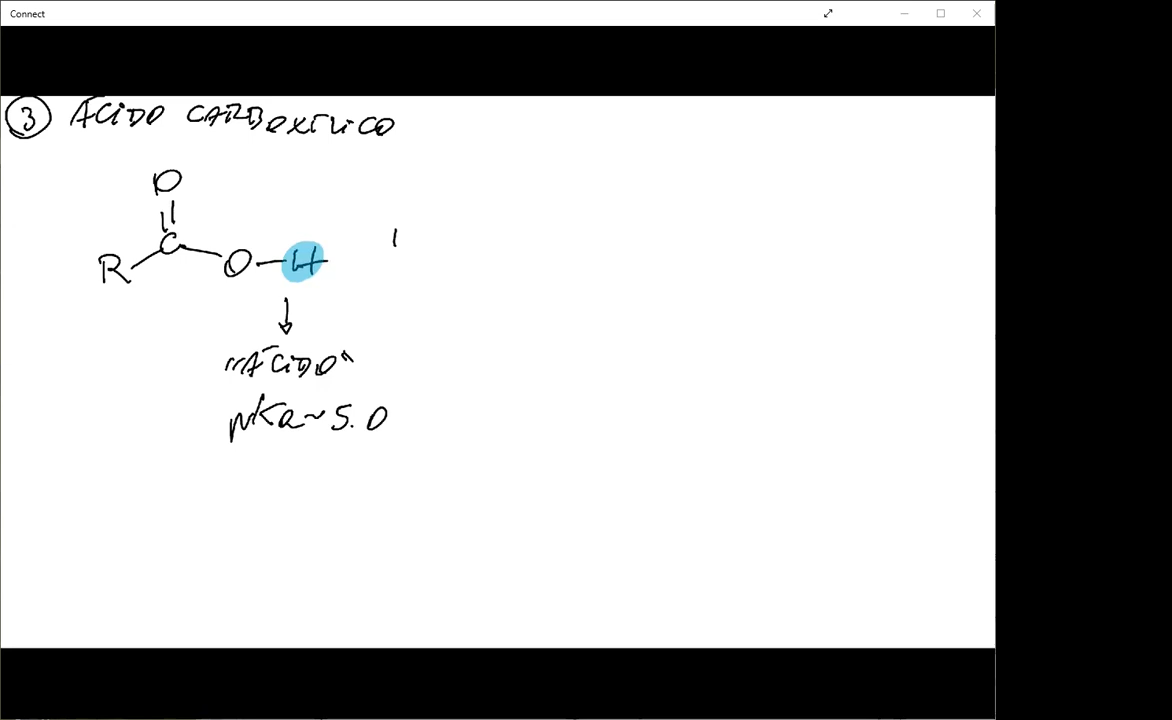 Connect
3 ÁCIDO CARBOXÍLICO
O
C
R O H
"ÁCIDO"
pKa ~ 5.0